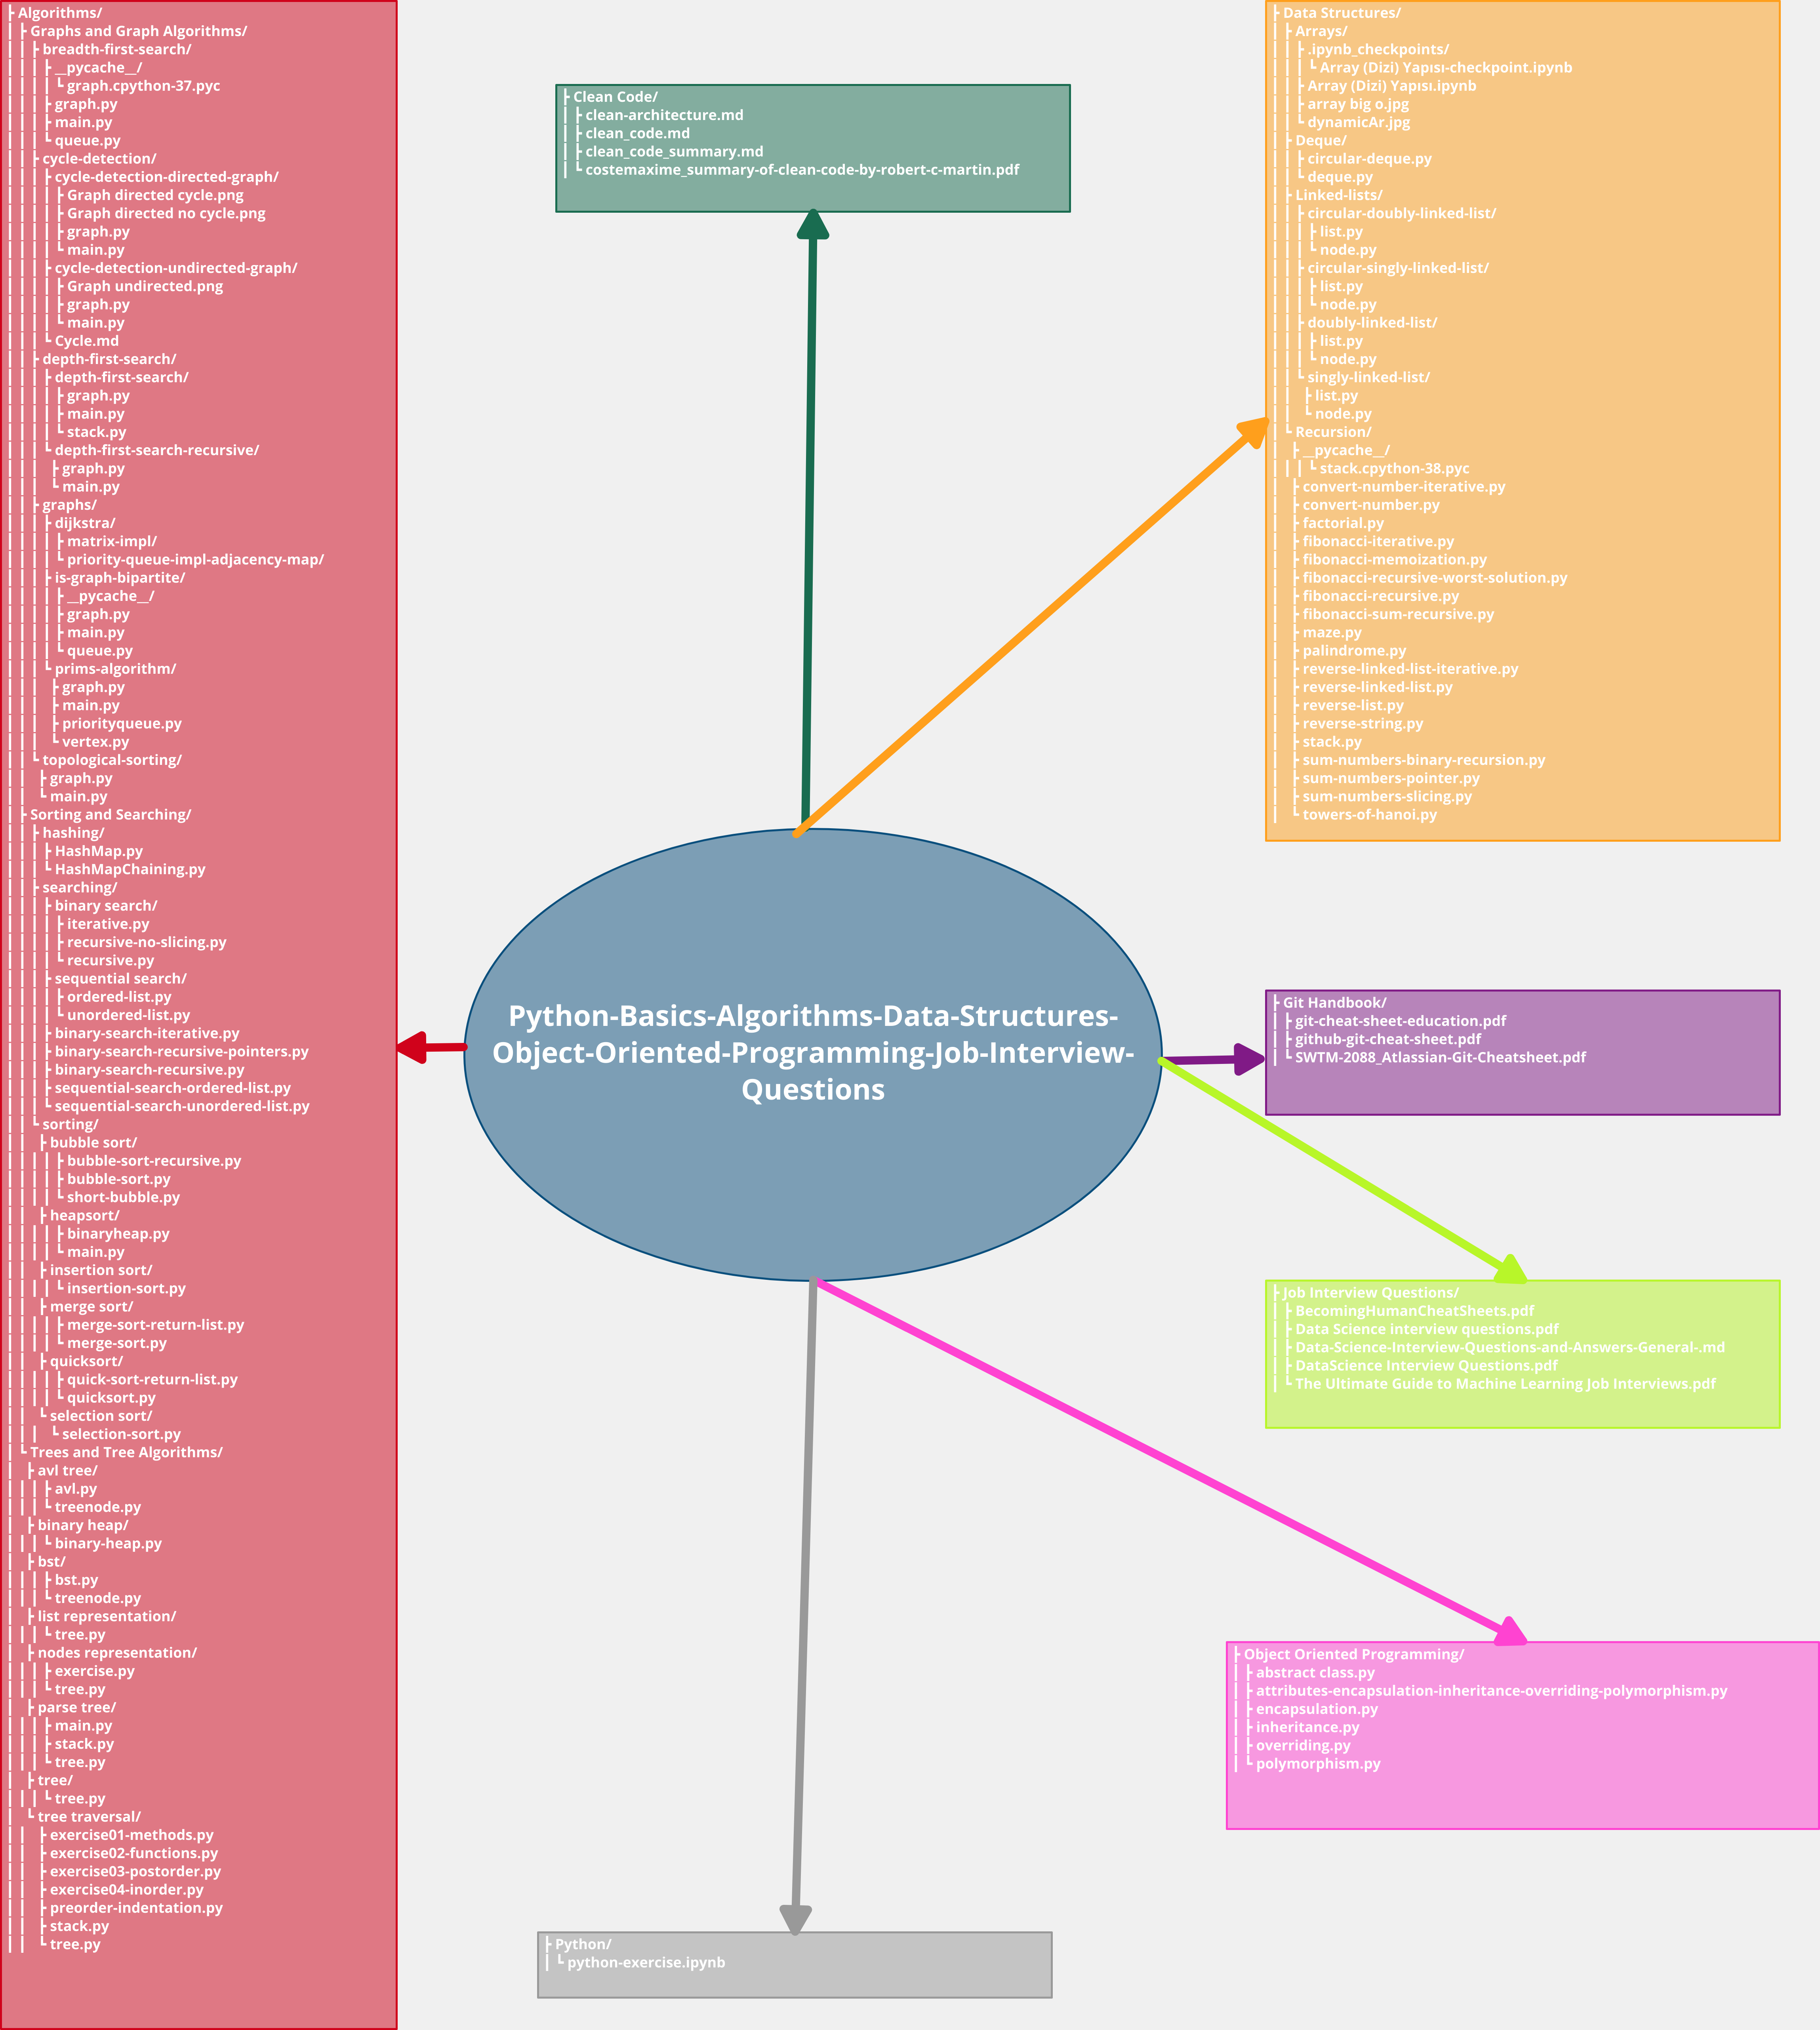 Algorithms/
Graphs and Graph Algorithms/
breadth-first-search/
__pycache__/
graph.cpython-37.pyc
graph.py
main.py
queue.py
cycle-detection/
cycle-detection-directed-graph/
Graph directed cycle.png
Graph directed no cycle.png
graph.py
main.py
cycle-detection-undirected-graph/
Graph undirected.png
graph.py
main.py
Cycle.md
depth-first-search/
depth-first-search/
graph.py
main.py
stack.py
depth-first-search-recursive/
graph.py
main.py
graphs/
dijkstra/
matrix-impl/
priority-queue-impl-adjacency-map/
is-graph-bipartite/
__pycache__/
graph.py
main.py
queue.py
prims-algorithm/
graph.py
main.py
priorityqueue.py
vertex.py
topological-sorting/
graph.py
main.py
Sorting and Searching/
hashing/
HashMap.py
HashMapChaining.py
searching/
binary search/
iterative.py
recursive-no-slicing.py
recursive.py
sequential search/
ordered-list.py
unordered-list.py
binary-search-iterative.py
binary-search-recursive-pointers.py
binary-search-recursive.py
sequential-search-ordered-list.py
sequential-search-unordered-list.py
sorting/
bubble sort/
bubble-sort-recursive.py
bubble-sort.py
short-bubble.py
heapsort/
binaryheap.py
main.py
insertion sort/
insertion-sort.py
merge sort/
merge-sort-return-list.py
merge-sort.py
quicksort/
quick-sort-return-list.py
quicksort.py
selection sort/
selection-sort.py
Trees and Tree Algorithms/
avl tree/
avl.py
treenode.py
binary heap/
binary-heap.py
bst/
bst.py
treenode.py
list representation/
tree.py
nodes representation/
exercise.py
tree.py
parse tree/
main.py
stack.py
tree.py
tree/
tree.py
tree traversal/
exercise01-methods.py
exercise02-functions.py
exercise03-postorder.py
exercise04-inorder.py
preorder-indentation.py
stack.py
tree.py
Clean Code/
clean-architecture.md
clean_code.md
clean_code_summary.md
costemaxime_summary-of-clean-code-by-robert-c-martin.pdf
Python-Basics-Algorithms-Data-Structures-
Object-Oriented-Programming-Job-Interview-
Questions
Python/
python-exercise.ipynb
Data Structures/
Arrays/
.ipynb_checkpoints/
Array (Dizi) Yapısı-checkpoint.ipynb
Array (Dizi) Yapısı.ipynb
array big o.jpg
dynamicAr.jpg
Deque/
circular-deque.py
deque.py
Linked-lists/
circular-doubly-linked-list/
list.py
node.py
circular-singly-linked-list/
list.py
node.py
doubly-linked-list/
list.py
node.py
singly-linked-list/
list.py
node.py
Recursion/
__pycache__/
stack.cpython-38.pyc
convert-number-iterative.py
convert-number.py
factorial.py
fibonacci-iterative.py
fibonacci-memoization.py
fibonacci-recursive-worst-solution.py
fibonacci-recursive.py
fibonacci-sum-recursive.py
maze.py
palindrome.py
reverse-linked-list-iterative.py
reverse-linked-list.py
reverse-list.py
reverse-string.py
stack.py
sum-numbers-binary-recursion.py
sum-numbers-pointer.py
sum-numbers-slicing.py
towers-of-hanoi.py
Git Handbook/
git-cheat-sheet-education.pdf
github-git-cheat-sheet.pdf
SWTM-2088_Atlassian-Git-Cheatsheet.pdf
Job Interview Questions/
BecomingHumanCheatSheets.pdf
Data Science interview questions.pdf
Data-Science-Interview-Questions-and-Answers-General-.md
DataScience Interview Questions.pdf
The Ultimate Guide to Machine Learning Job Interviews.pdf
Object Oriented Programming/
abstract class.py
attributes-encapsulation-inheritance-overriding-polymorphism.py
encapsulation.py
inheritance.py
overriding.py
polymorphism.py